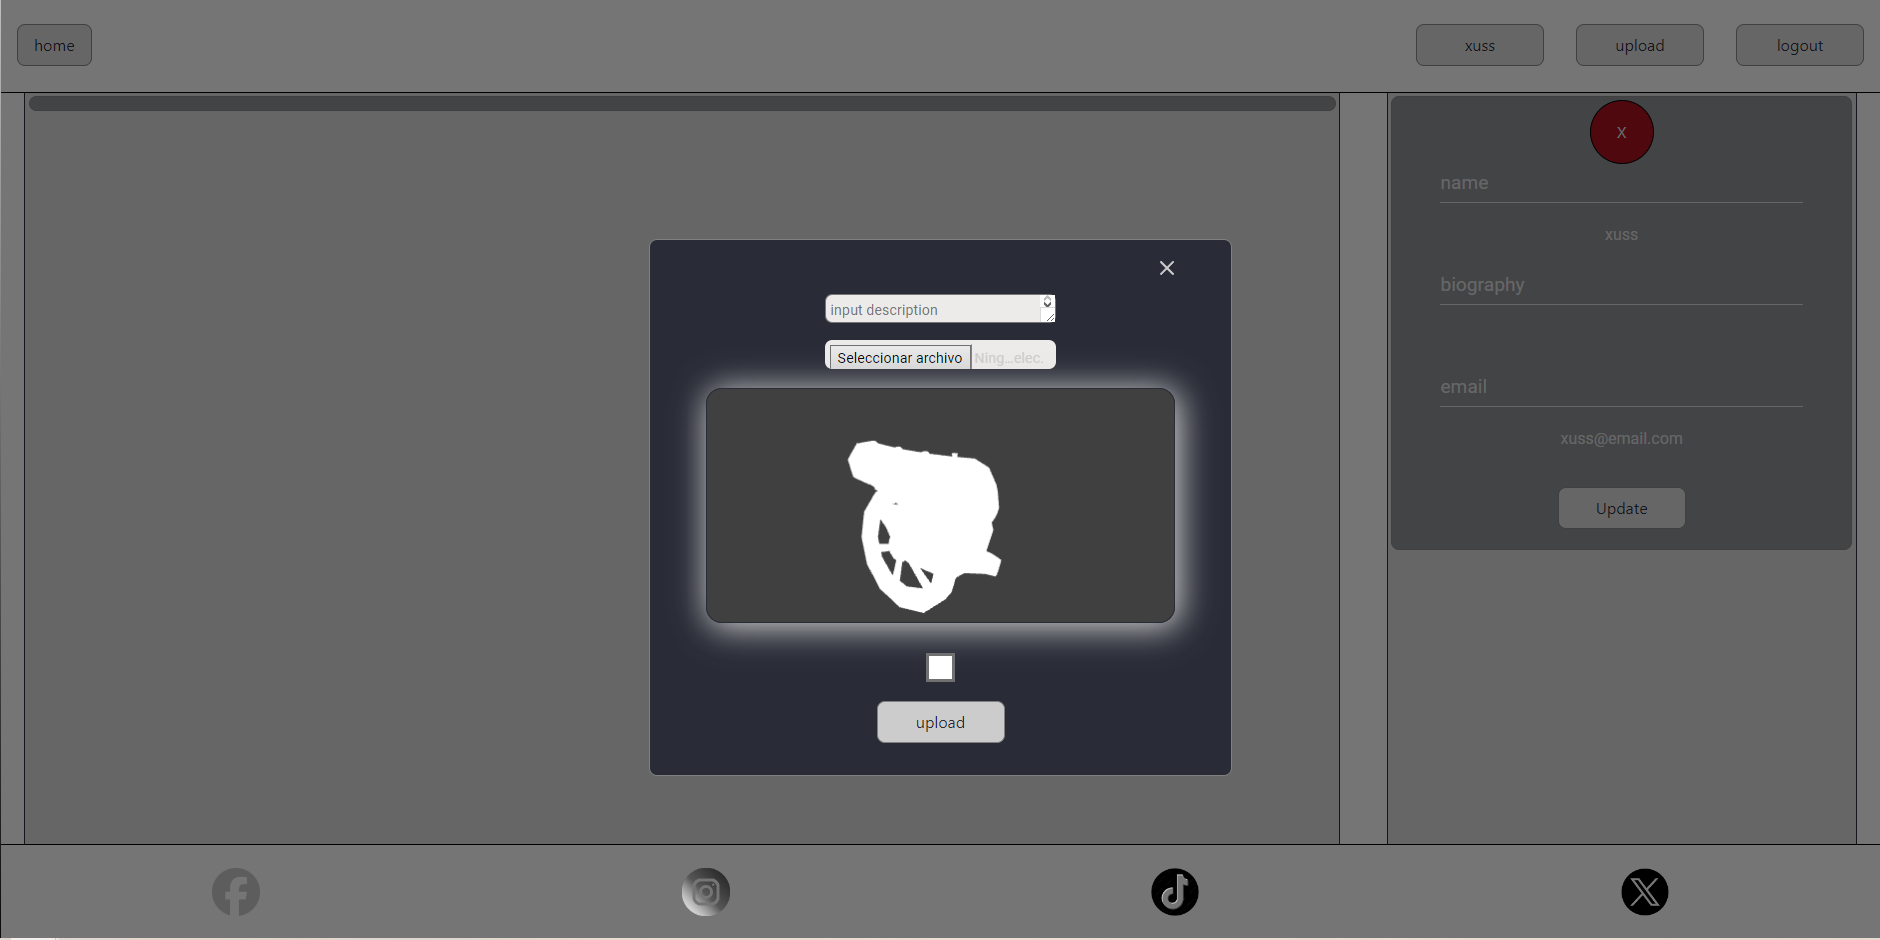 home
xuss
upload
logout
X
name
xuss
biography
email
xuss@email.com
Update
input description
Seleccionar archivo Ning...elec.
upload